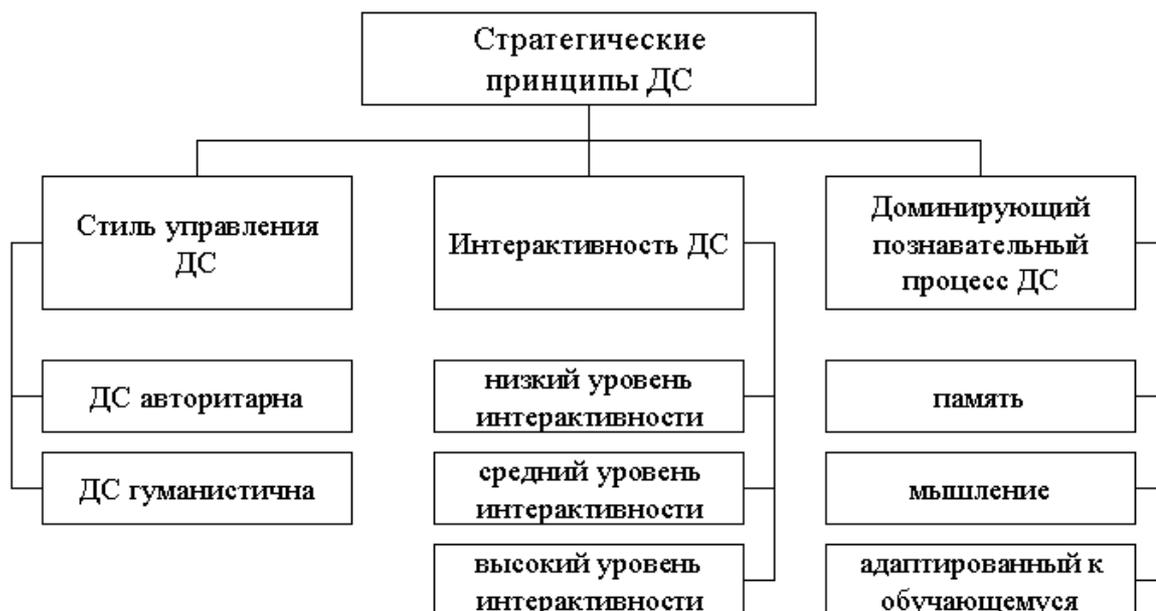 Стратегические
принципы ДС
Стиль управления
ДС
Интерактивность ДС
Доминирующий
познавательный
процесс ДС
ДС авторитарна
ДС гуманистична
низкий уровень
интерактивности
средний уровень
интерактивности
высокий уровень
интерактивности
память
мышление
адаптированный к
обучающемуся